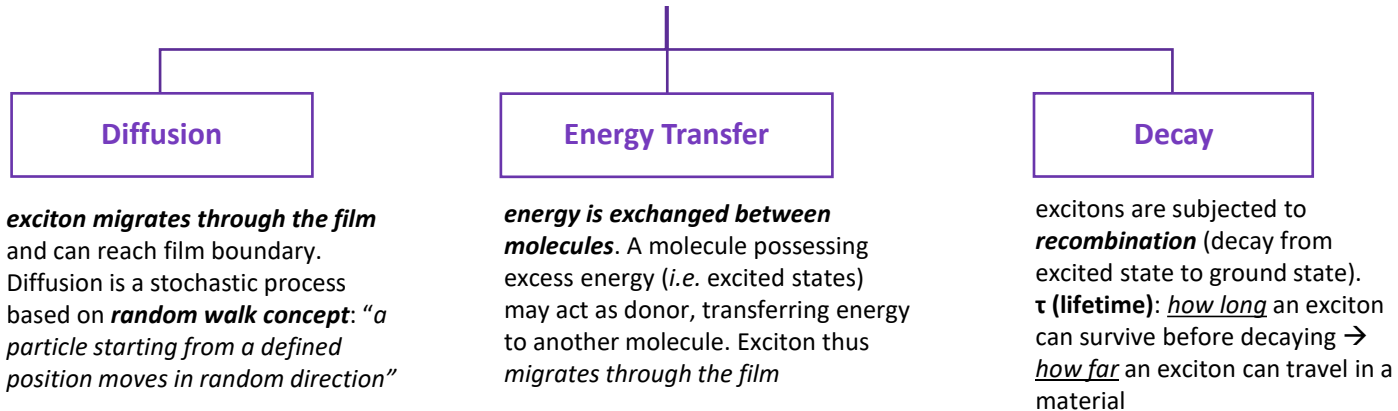 Diffusion
exciton migrates through the film
and can reach film boundary.
Diffusion is a stochastic process
based on random walk concept: “a
particle starting from a defined
position moves in random direction”
Energy Transfer
energy is exchanged between
molecules. A molecule possessing
excess energy (i.e. excited states)
may act as donor, transferring energy
to another molecule. Exciton thus
migrates through the film
Decay
excitons are subjected to
recombination (decay from
excited state to ground state).
τ (lifetime): how long an exciton
can survive before decaying →
how far an exciton can travel in a
material